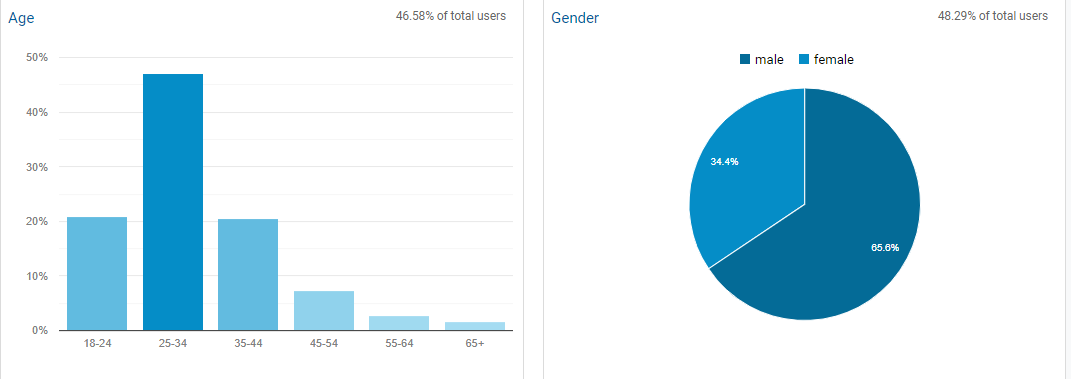 Age
46.58% of total users
50%
40%
30%
20%
10%
0%
18-24
25-34
35-44
45-54
55-64
65+
Gender
48.29% of total users
male
female
34.4%
65.6%